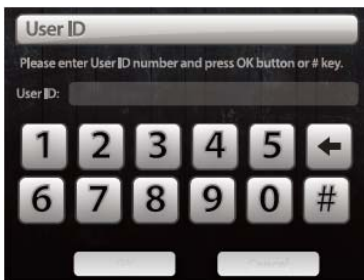 User ID
Please enter User ID number and press OK button or # key.
User ID:
1 2 3 4 5 ←
6 7 8 9 0 #